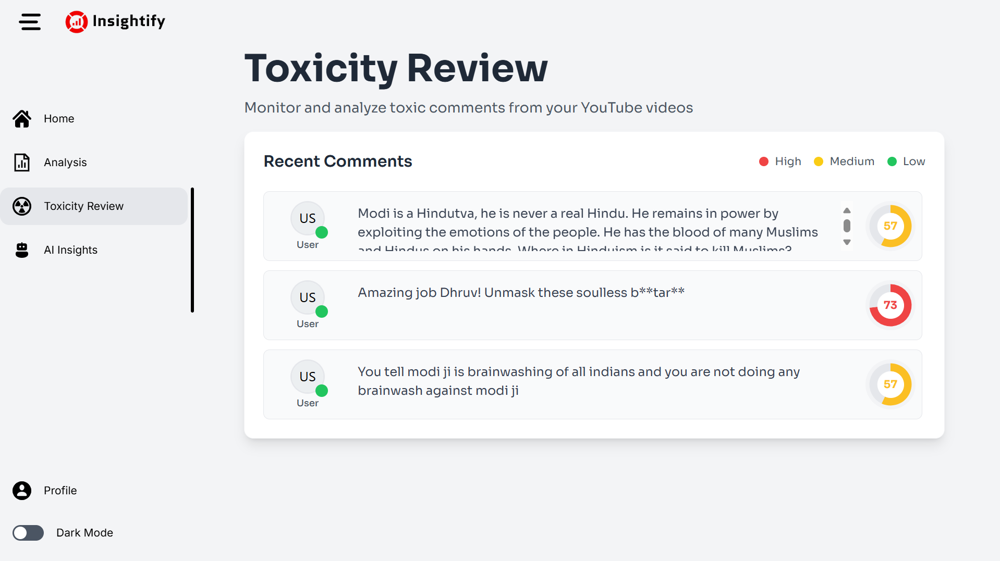 Insightify
Toxicity Review
Monitor and analyze toxic comments from your YouTube videos
Home
Analysis
Toxicity Review
AI Insights
Profile
Dark Mode
Recent Comments
High
Medium
Low
US
User
Modi is a Hindutva, he is never a real Hindu. He remains in power by
exploiting the emotions of the people. He has the blood of many Muslims
and Hindus on his hands. Where in Hinduism is it said to kill Muslims?
57
US
User
Amazing job Dhruv! Unmask these soulless b**tar**
73
US
User
You tell modi ji is brainwashing of all indians and you are not doing any
brainwash against modi ji
57